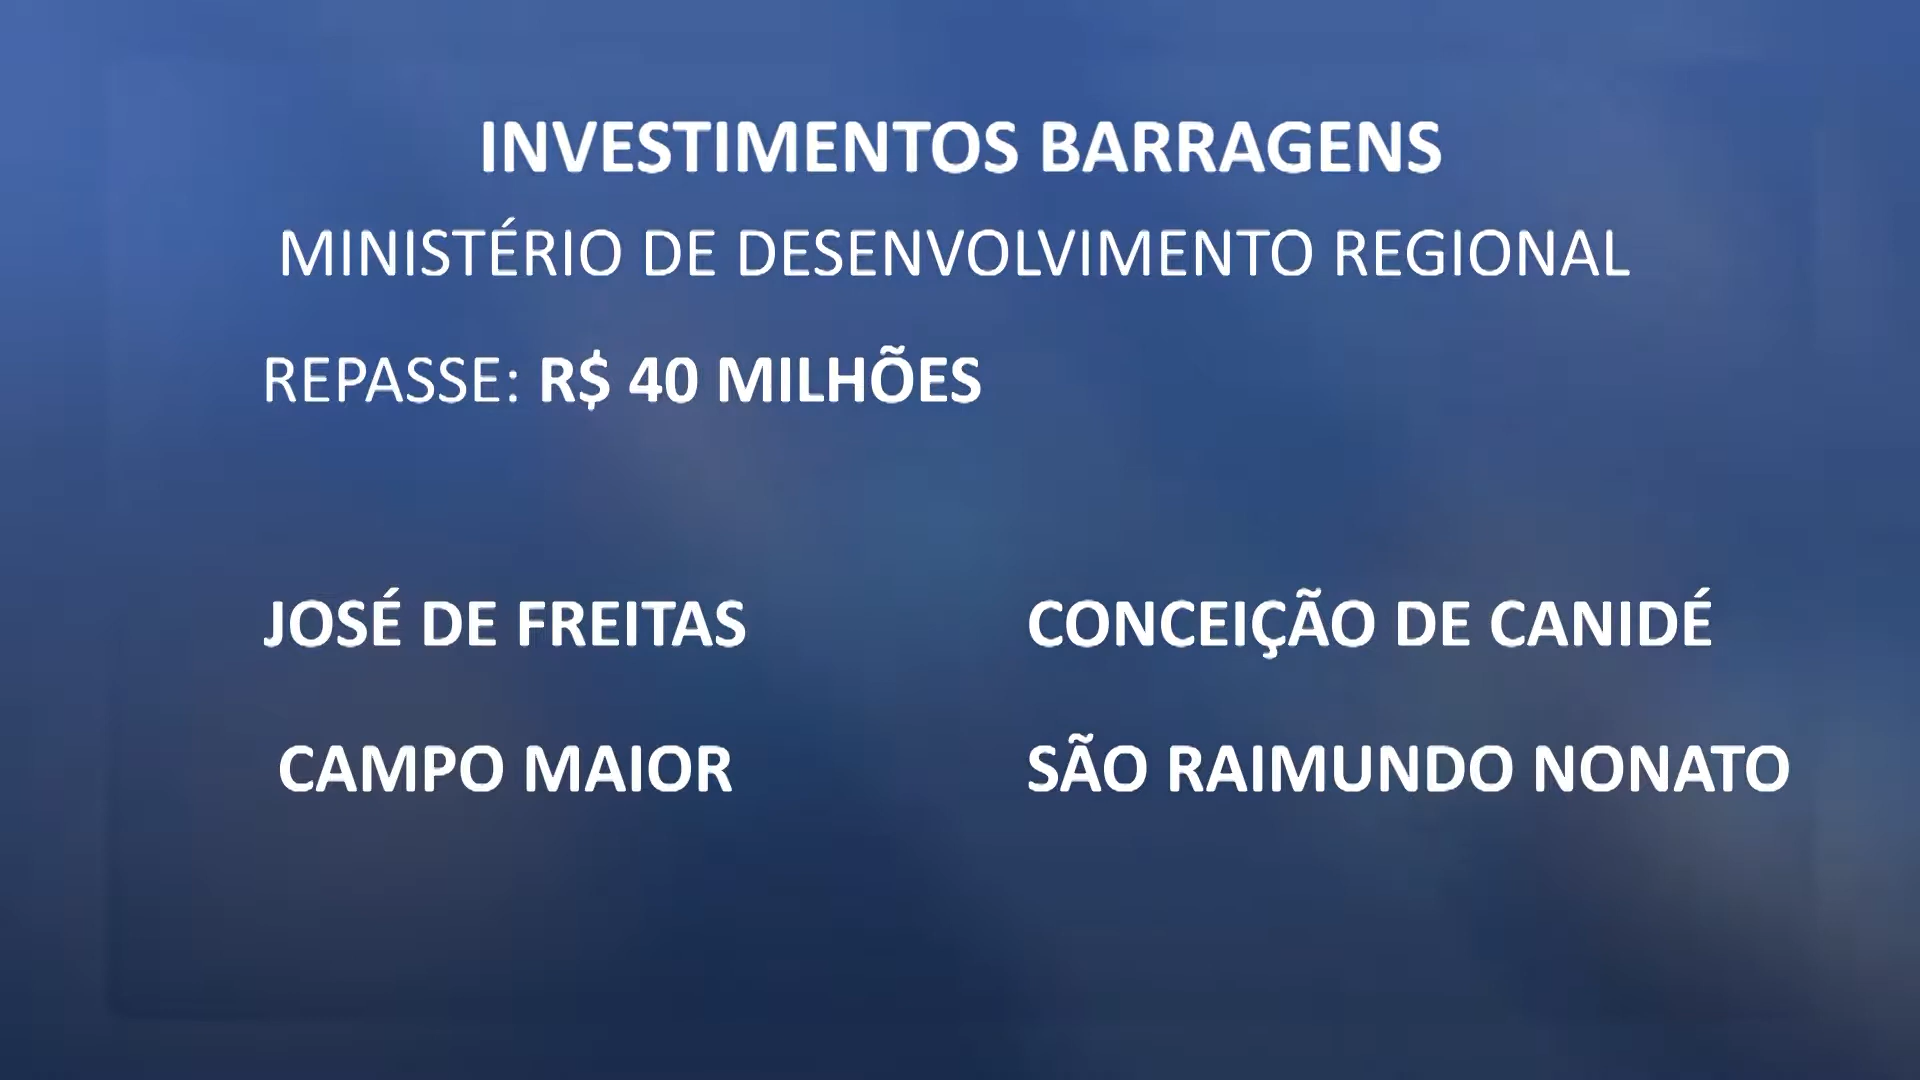 INVESTIMENTOS BARRAGENS
MINISTÉRIO DE DESENVOLVIMENTO REGIONAL
REPASSE: R$ 40 MILHÕES
JOSÉ DE FREITAS
CONCEIÇÃO DE CANIDÉ
CAMPO MAIOR
SÃO RAIMUNDO NONATO